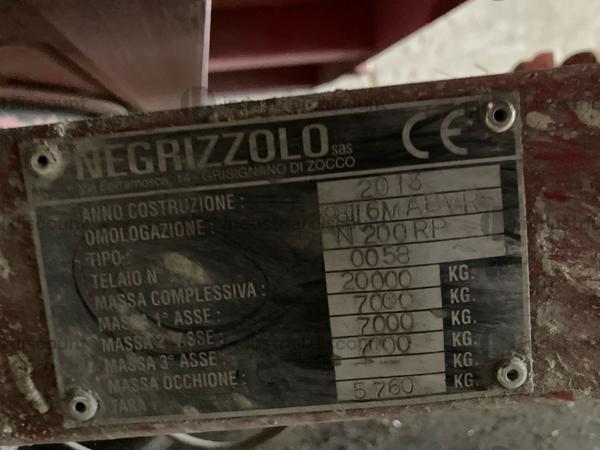 NEGRIZZOLO sas
CE
Via Ferramosca, 14 - GRISIGNANO DI ZOCCO
ANNO COSTRUZIONE: 2013
OMOLOGAZIONE:
TIPO: N 200 RP
TELAIO N° 0058
MASSA COMPLESSIVA: 20000 KG.
MASSA 1° ASSE: 7000 KG.
MASSA 2° ASSE: 7000 KG.
MASSA 3° ASSE: KG.
MASSA OCCHIONE: KG.
TARA 5760 KG.